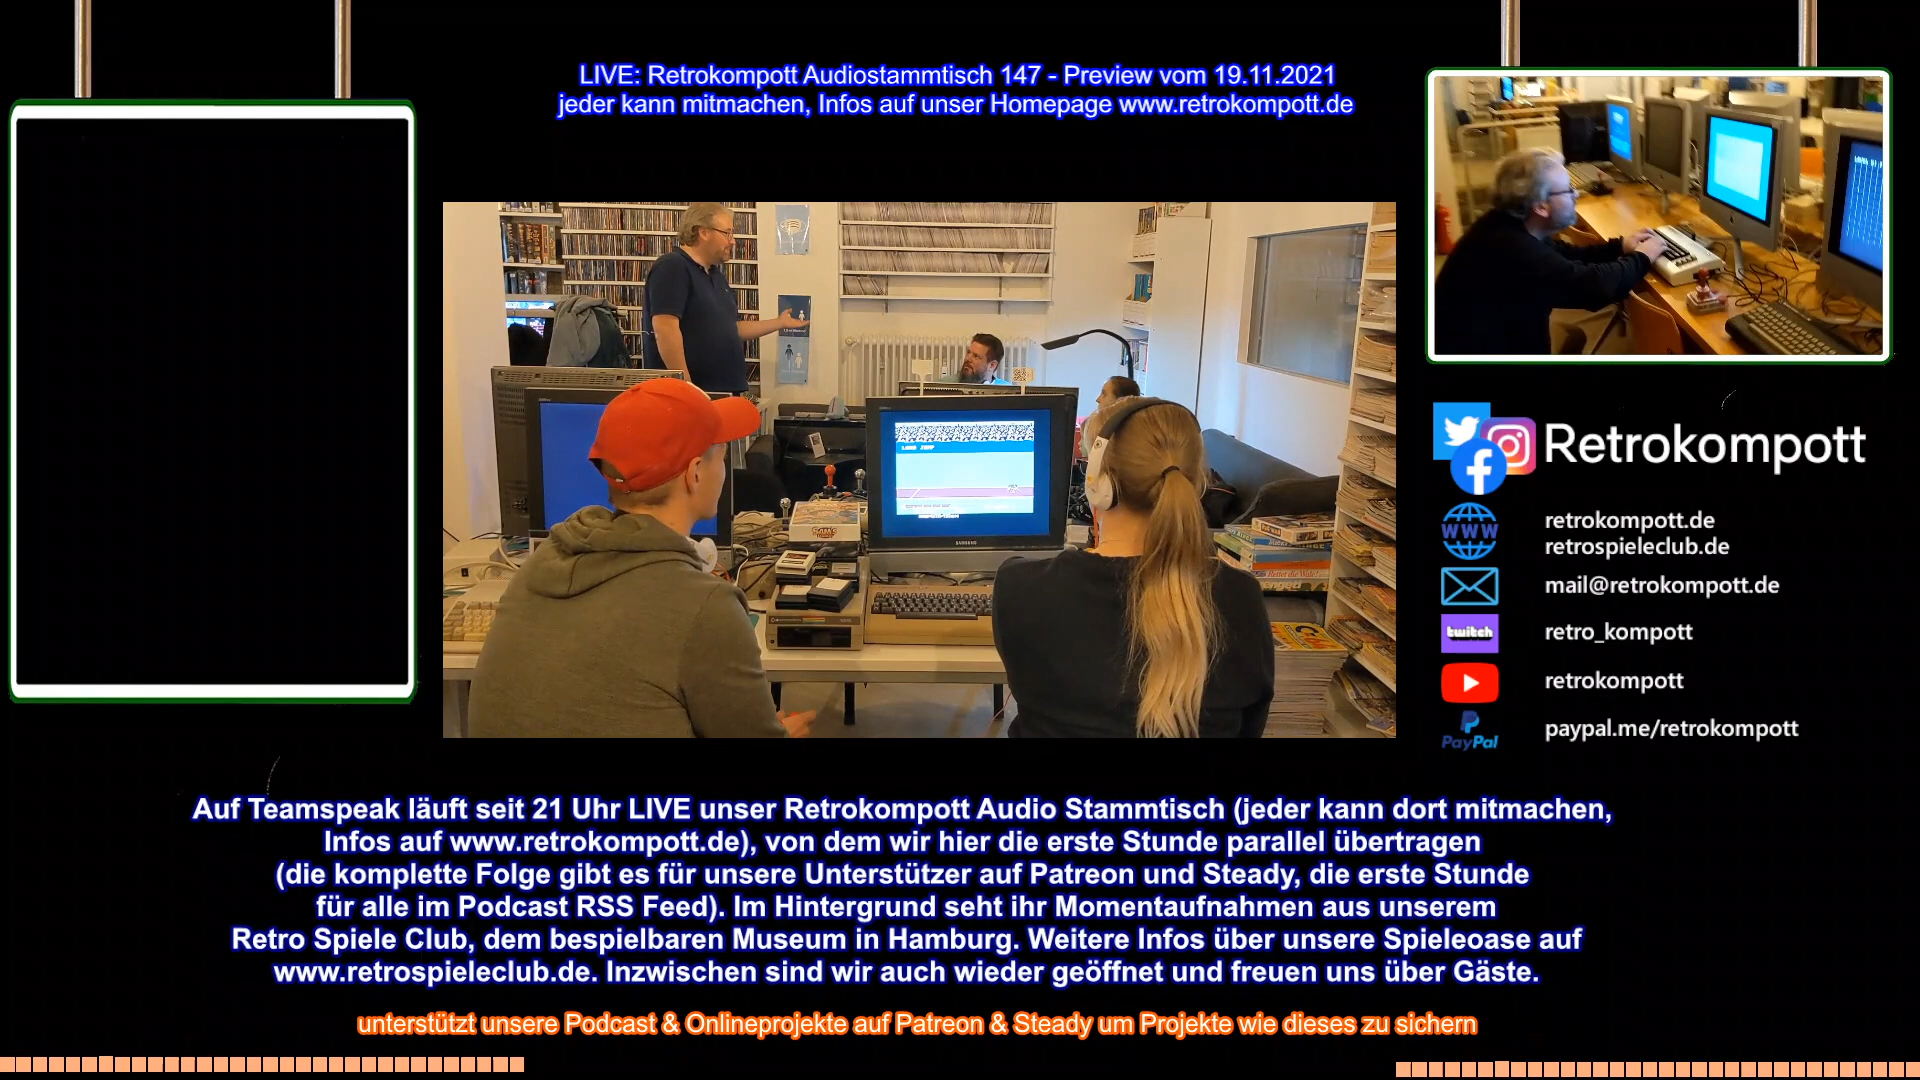 LIVE: Retrokompott Audiostammtisch 147 - Preview vom 19.11.2021
jeder kann mitmachen, Infos auf unser Homepage www.retrokompott.de
LONG JUMP
SAMSUNG
Retrokompott
WWW
retrokompott.de
retrospieleclub.de
mail@retrokompott.de
twitch
retro_kompott
retrokompott
PayPal
paypal.me/retrokompott
Auf Teamspeak läuft seit 21 Uhr LIVE unser Retrokompott Audio Stammtisch (jeder kann dort mitmachen,
Infos auf www.retrokompott.de), von dem wir hier die erste Stunde parallel übertragen
(die komplette Folge gibt es für unsere Unterstützer auf Patreon und Steady, die erste Stunde
für alle im Podcast RSS Feed). Im Hintergrund seht ihr Momentaufnahmen aus unserem
Retro Spiele Club, dem bespielbaren Museum in Hamburg. Weitere Infos über unsere Spieleoase auf
www.retrospieleclub.de. Inzwischen sind wir auch wieder geöffnet und freuen uns über Gäste.
unterstützt unsere Podcast & Onlineprojekte auf Patreon & Steady um Projekte wie dieses zu sichern